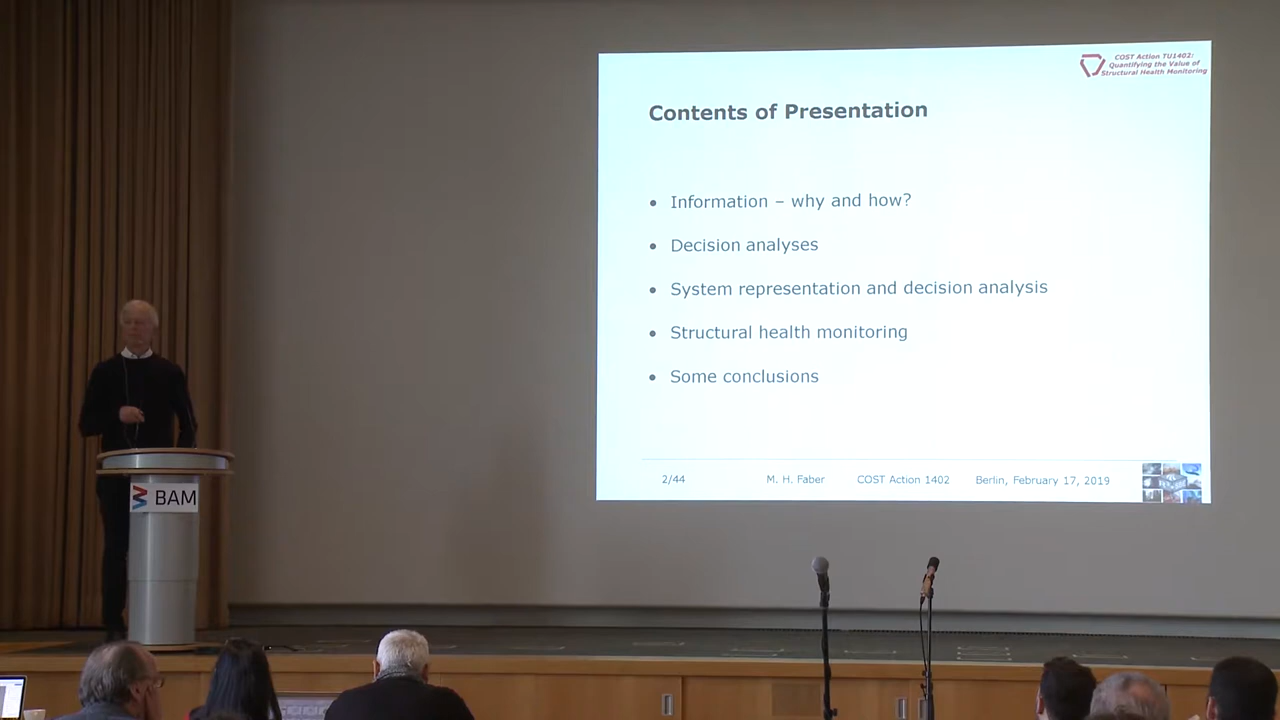 COST Action TU1402:
Quantifying the Value of
Structural Health Monitoring
Contents of Presentation
• Information – why and how?
• Decision analyses
• System representation and decision analysis
• Structural health monitoring
• Some conclusions
2/44 M. H. Faber COST Action 1402 Berlin, February 17, 2019
BAM